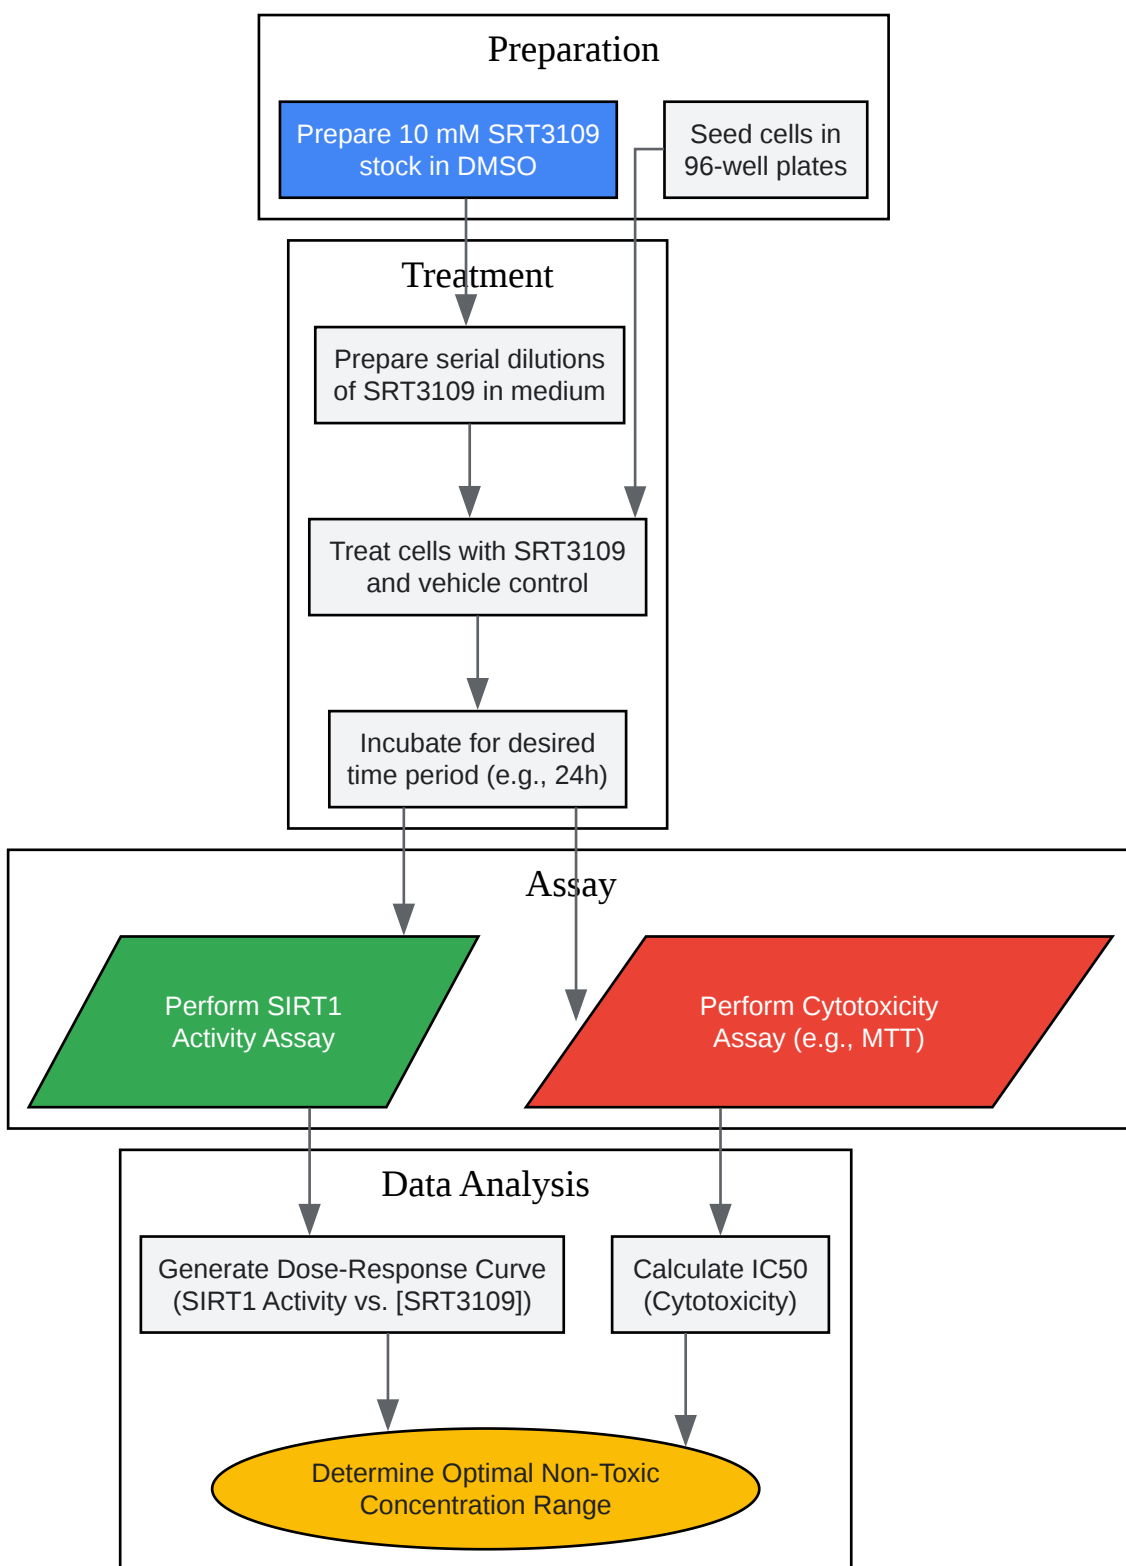 Preparation
Prepare 10 mM SRT3109
stock in DMSO
Seed cells in
96-well plates
Treatment
Prepare serial dilutions
of SRT3109 in medium
Treat cells with SRT3109
and vehicle control
Incubate for desired
time period (e.g., 24h)
Assay
Perform SIRT1
Activity Assay
Perform Cytotoxicity
Assay (e.g., MTT)
Data Analysis
Generate Dose-Response Curve
(SIRT1 Activity vs. [SRT3109])
Calculate IC50
(Cytotoxicity)
Determine Optimal Non-Toxic
Concentration Range